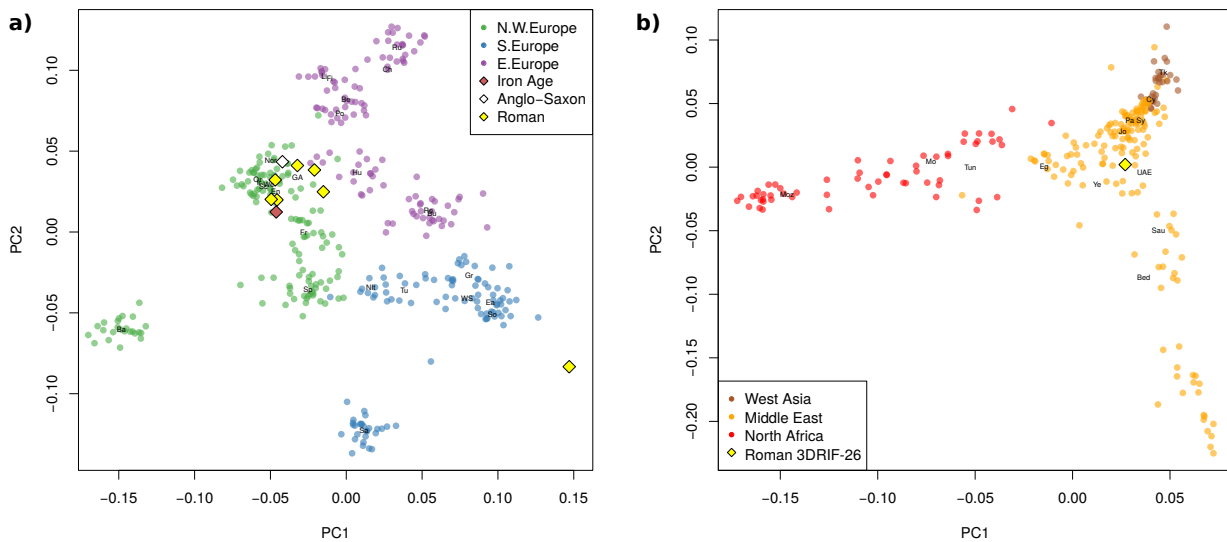 a)
N.W.Europe
S.Europe
E.Europe
Iron Age
Anglo−Saxon
Roman
Ru
Ch
Be
Po
No
GA
Hu
Bu
Fr
Sp
NIt
Tu
Gr
WS
Ea
So
Ba
Sa
0.10
0.05
0.00
−0.05
−0.10
PC2
−0.15
−0.10
−0.05
0.00
0.05
0.10
0.15
PC1
b)
Tk
Cy
Pa Sy
Jo
Mo
Tun
Eg
UAE
Ye
Moz
Sau
Bed
West Asia
Middle East
North Africa
Roman 3DRIF−26
0.10
0.05
0.00
−0.05
−0.10
−0.15
−0.20
PC2
−0.15
−0.10
−0.05
0.00
0.05
PC1